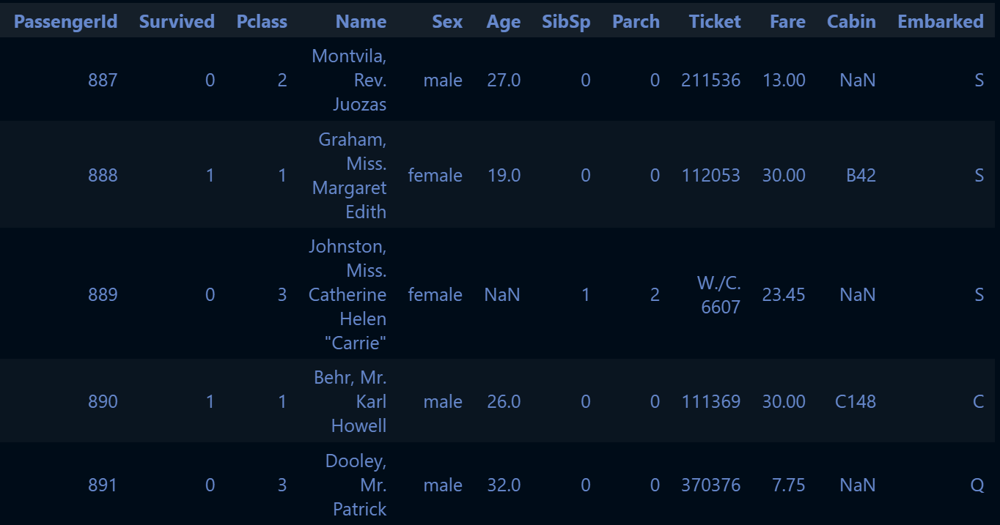 PassengerId Survived Pclass Name Sex Age SibSp Parch Ticket Fare Cabin Embarked
887 0 2 Montvila, Rev. Juozas male 27.0 0 0 211536 13.00 NaN S
888 1 1 Graham, Miss. Margaret Edith female 19.0 0 0 112053 30.00 B42 S
889 0 3 Johnston, Miss. Catherine Helen "Carrie" female NaN 1 2 W./C. 6607 23.45 NaN S
890 1 1 Behr, Mr. Karl Howell male 26.0 0 0 111369 30.00 C148 C
891 0 3 Dooley, Mr. Patrick male 32.0 0 0 370376 7.75 NaN Q